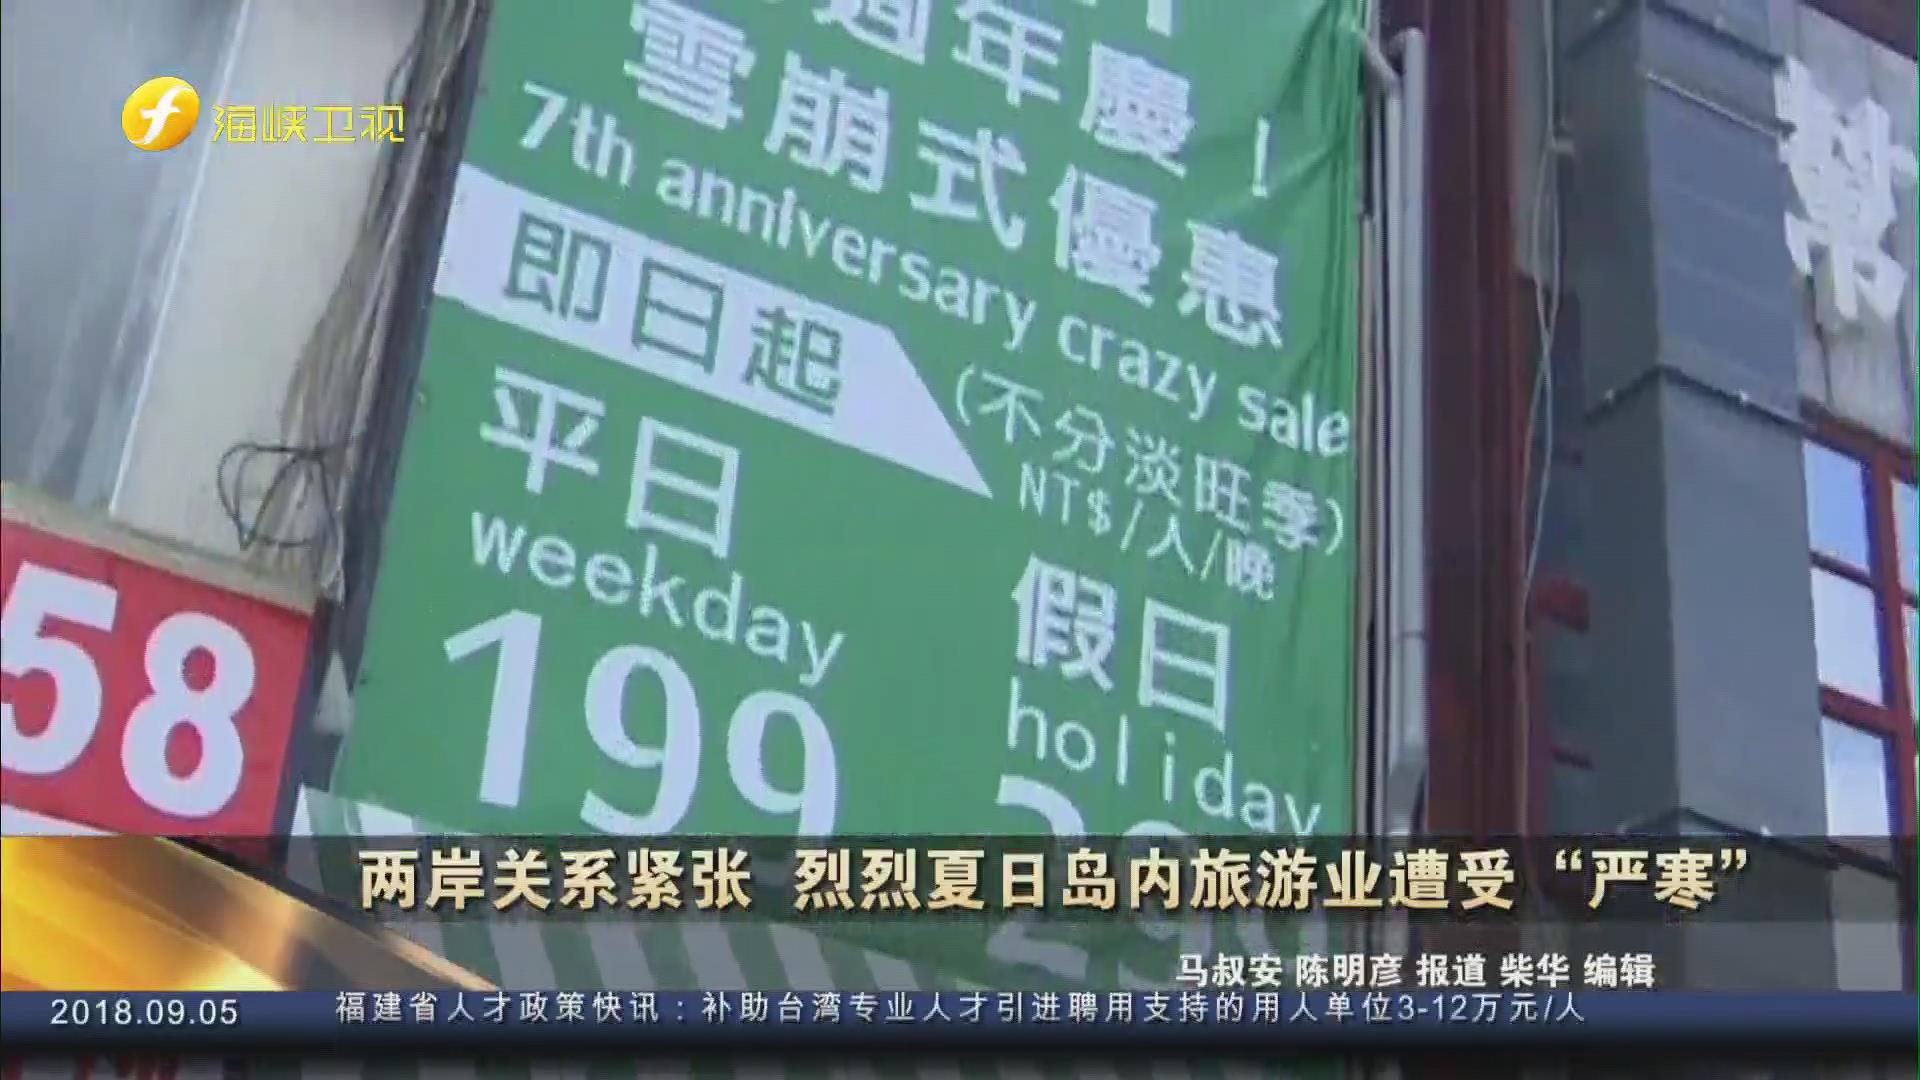 海峡卫视
週年慶！
雪崩式優惠
7th anniversary crazy sale
即日起
(不分淡旺季)
NT$/人/晚
平日
weekday
199
假日
holiday
58
两岸关系紧张 烈烈夏日岛内旅游业遭受“严寒”
马叔安 陈明彦 报道 柴华 编辑
2018.09.05
福建省人才政策快讯：补助台湾专业人才引进聘用支持的用人单位3-12万元/人